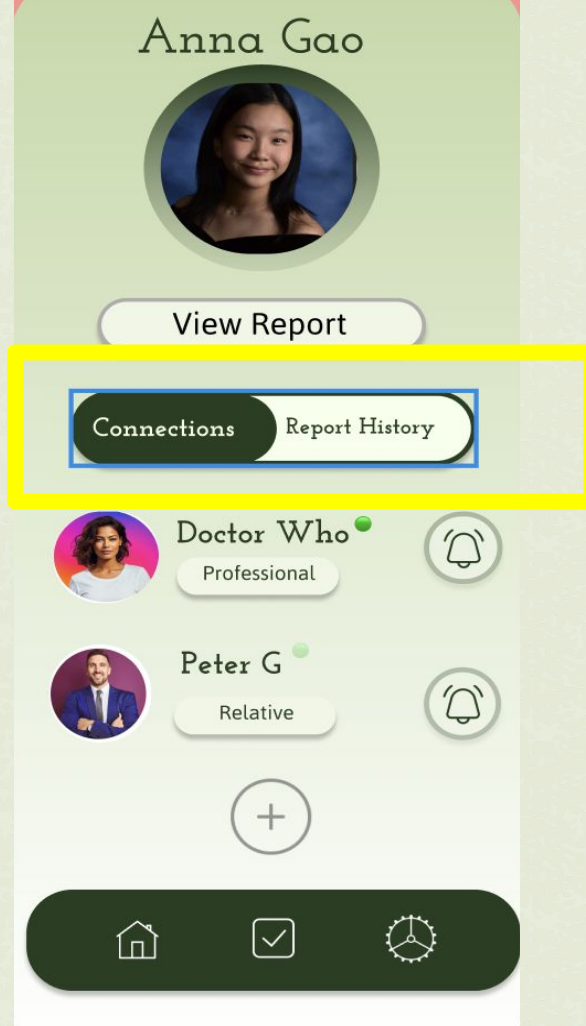 Anna Gao
View Report
Connections Report History
Doctor Who
Professional
Peter G
Relative